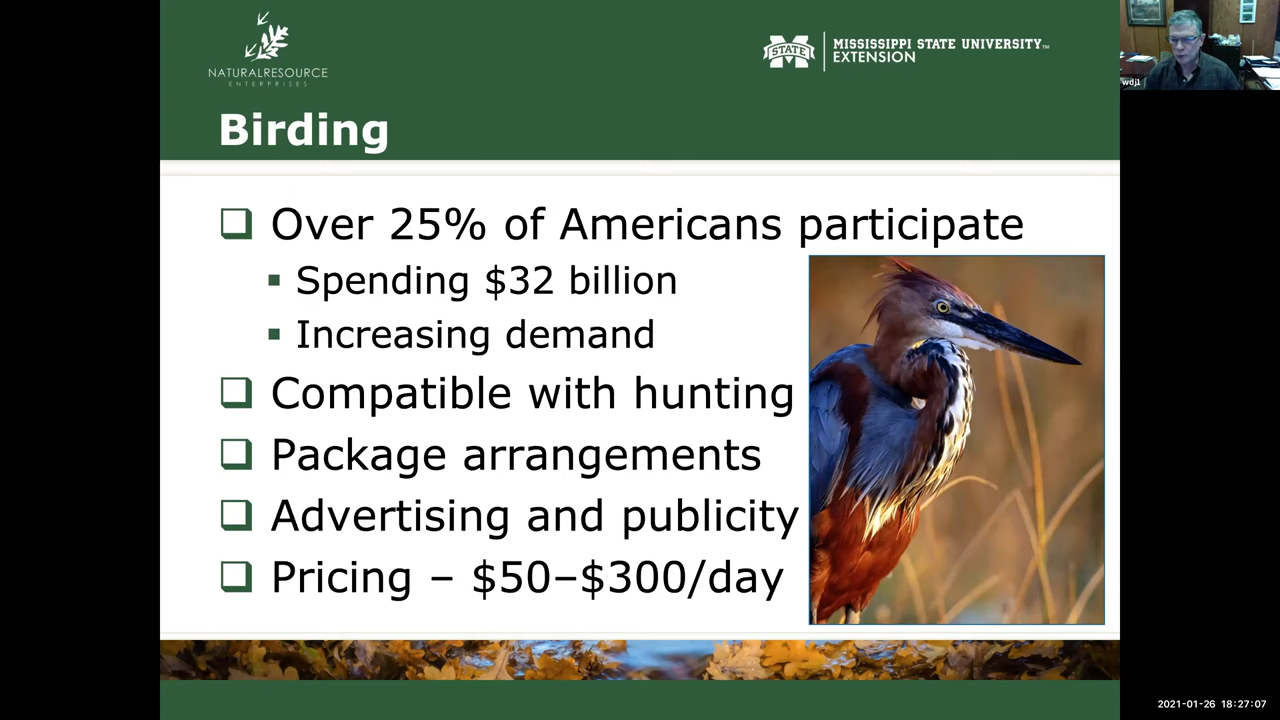 NATURALRESOURCE
ENTERPRISES
STATE
MISSISSIPPI STATE UNIVERSITY™
EXTENSION
wdj1
Birding
Over 25% of Americans participate
Spending $32 billion
Increasing demand
Compatible with hunting
Package arrangements
Advertising and publicity
Pricing – $50–$300/day
2021-01-26 18:27:07